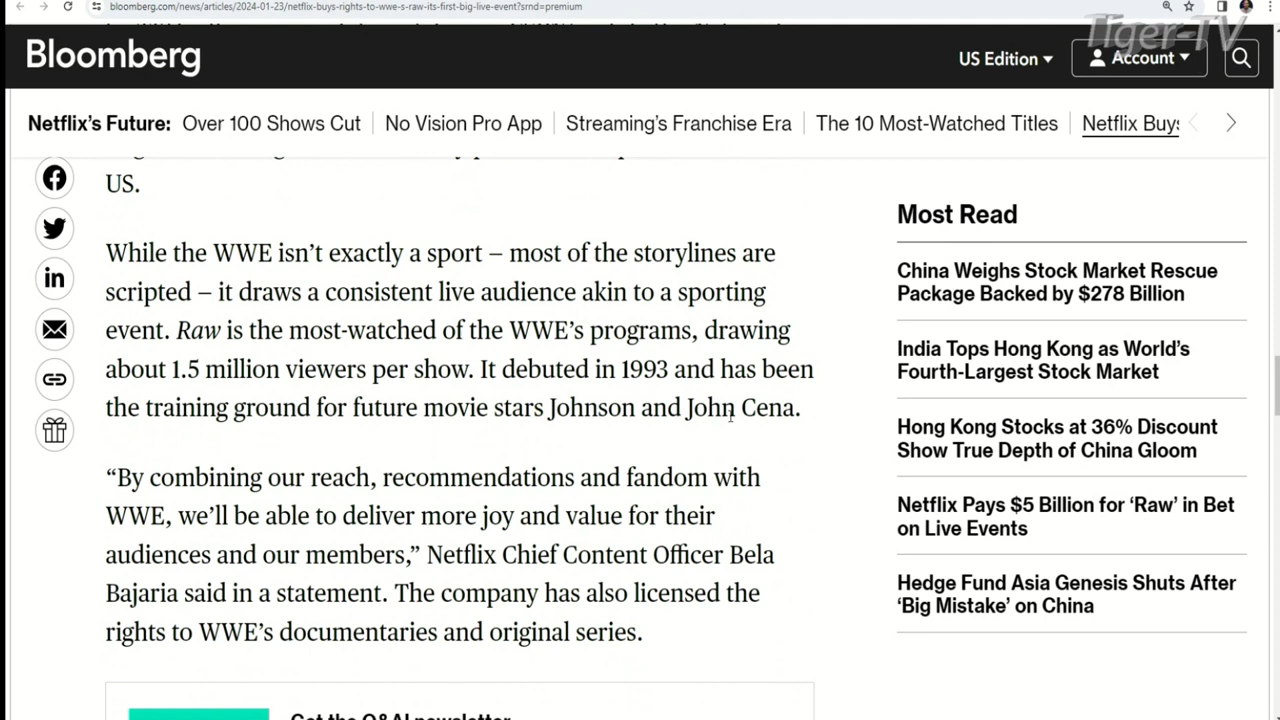 bloomberg.com/news/articles/2024-01-23/netflix-buys-rights-to-wwe-s-raw-its-first-big-live-event?srnd=premium
Tiger-TV
Bloomberg
US Edition
Account
Netflix's Future:
Over 100 Shows Cut
No Vision Pro App
Streaming's Franchise Era
The 10 Most-Watched Titles
Netflix Buys
US.
While the WWE isn't exactly a sport – most of the storylines are
scripted – it draws a consistent live audience akin to a sporting
event. Raw is the most-watched of the WWE's programs, drawing
about 1.5 million viewers per show. It debuted in 1993 and has been
the training ground for future movie stars Johnson and John Cena.
“By combining our reach, recommendations and fandom with
WWE, we'll be able to deliver more joy and value for their
audiences and our members,” Netflix Chief Content Officer Bela
Bajaria said in a statement. The company has also licensed the
rights to WWE's documentaries and original series.
Get the Q&AI newsletter
Most Read
China Weighs Stock Market Rescue
Package Backed by $278 Billion
India Tops Hong Kong as World's
Fourth-Largest Stock Market
Hong Kong Stocks at 36% Discount
Show True Depth of China Gloom
Netflix Pays $5 Billion for ‘Raw’ in Bet
on Live Events
Hedge Fund Asia Genesis Shuts After
‘Big Mistake’ on China